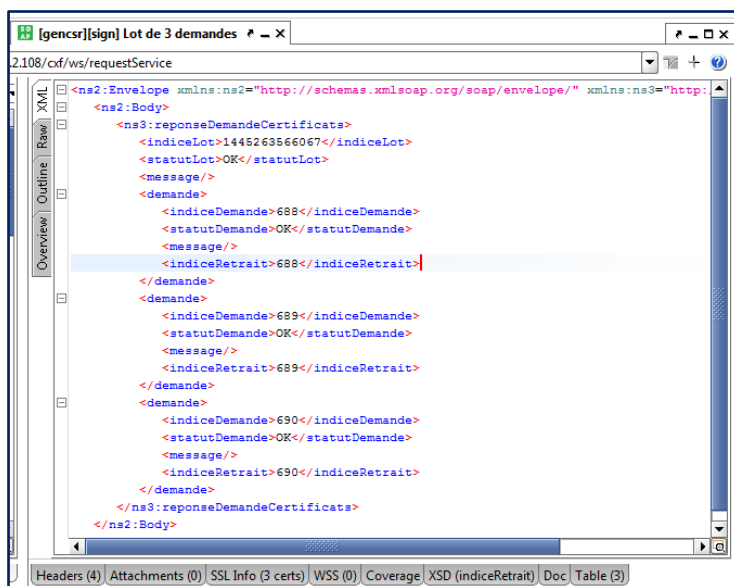 [gencsr][sign] Lot de 3 demandes
.2.108/cxf/ws/requestService
XML
Raw
Outline
Overview
<ns2:Envelope xmlns:ns2="http://schemas.xmlsoap.org/soap/envelope/" xmlns:ns3="http:/
<ns2:Body>
<ns3:reponseDemandeCertificats>
<indiceLot>1445263566067</indiceLot>
<statutLot>OK</statutLot>
<message/>
<demande>
<indiceDemande>688</indiceDemande>
<statutDemande>OK</statutDemande>
<message/>
<indiceRetrait>688</indiceRetrait>
</demande>
<demande>
<indiceDemande>689</indiceDemande>
<statutDemande>OK</statutDemande>
<message/>
<indiceRetrait>689</indiceRetrait>
</demande>
<demande>
<indiceDemande>690</indiceDemande>
<statutDemande>OK</statutDemande>
<message/>
<indiceRetrait>690</indiceRetrait>
</demande>
</ns3:reponseDemandeCertificats>
</ns2:Body>
Headers (4) Attachments (0) SSL Info (3 certs) WSS (0) Coverage XSD (indiceRetrait) Doc Table (3)